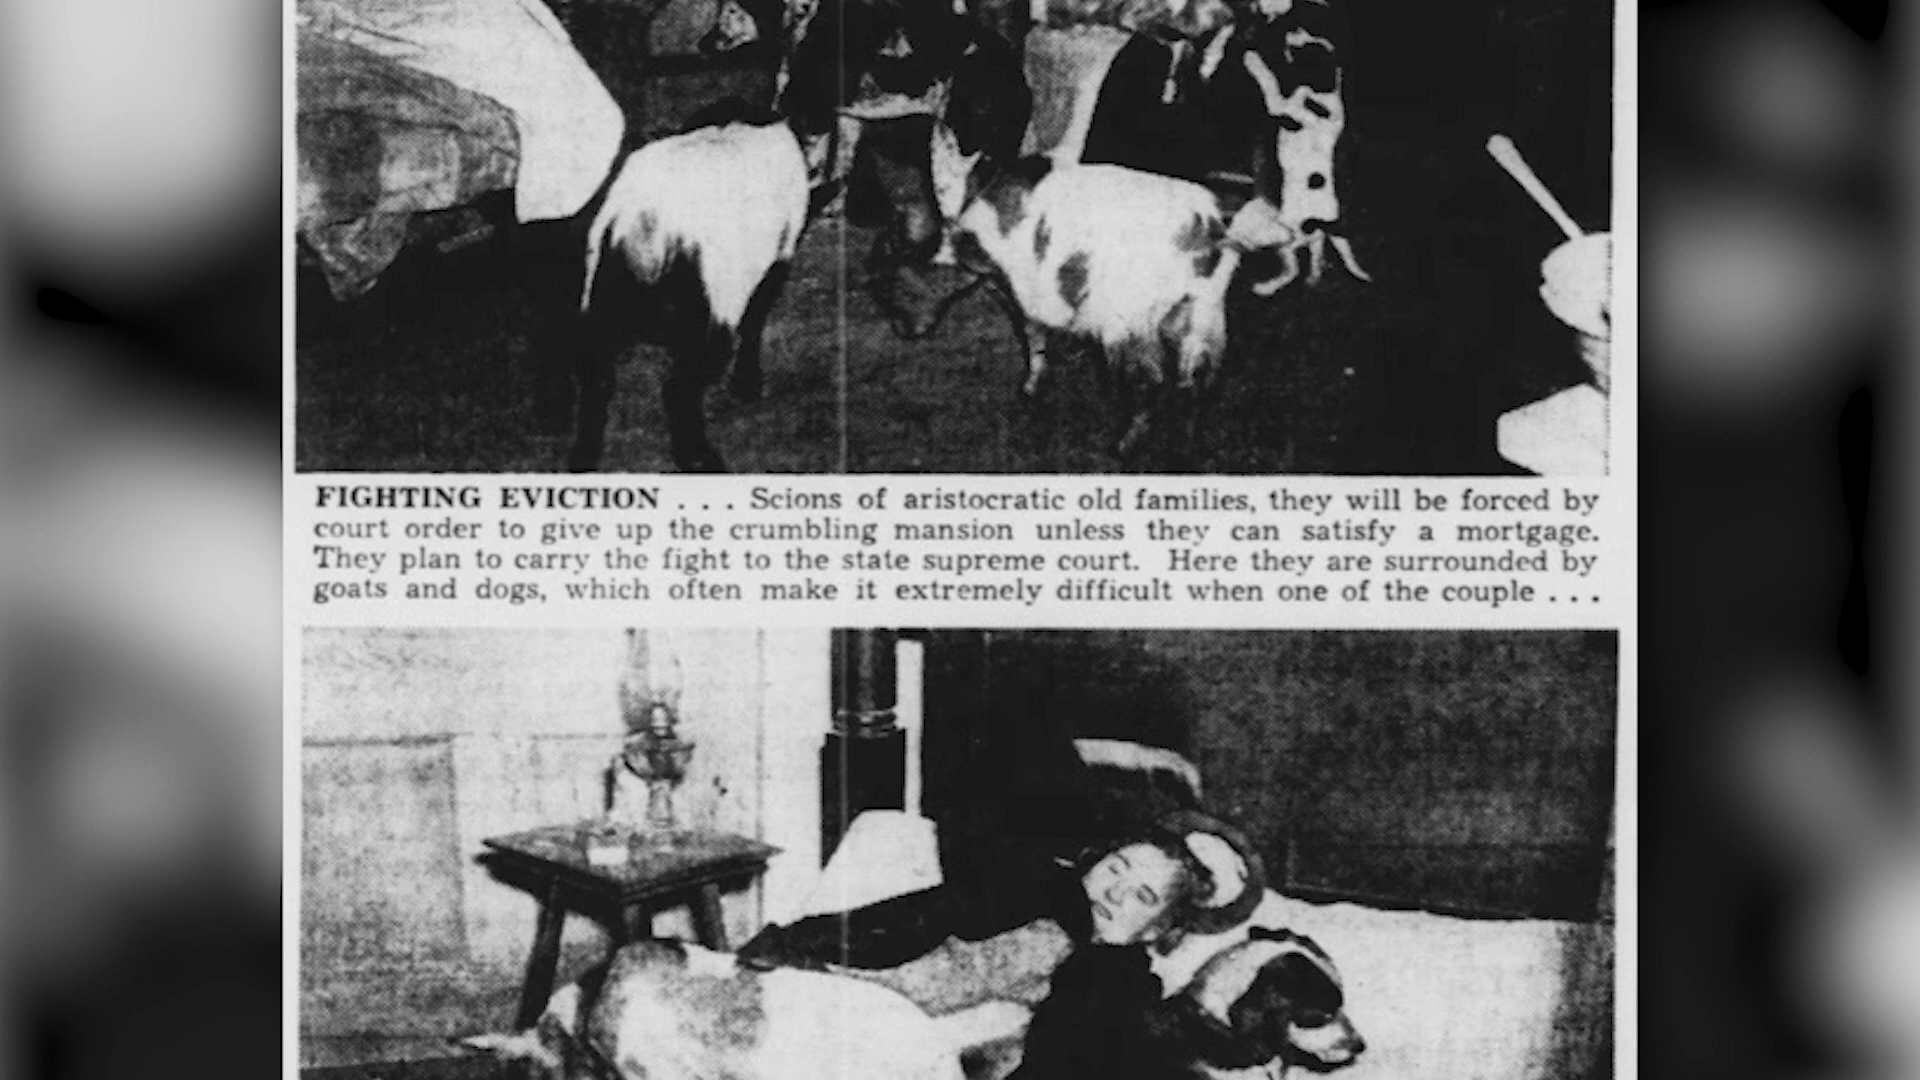 FIGHTING EVICTION . . . Scions of aristocratic old families, they will be forced by
court order to give up the crumbling mansion unless they can satisfy a mortgage.
They plan to carry the fight to the state supreme court. Here they are surrounded by
goats and dogs, which often make it extremely difficult when one of the couple . . .